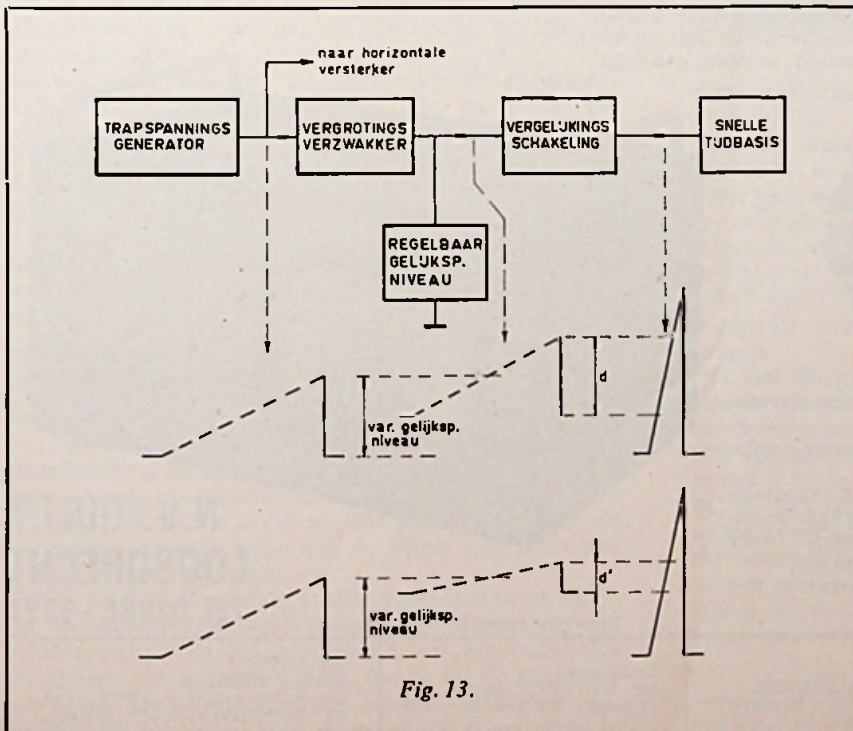 naar horizontale
versterker
TRAPSPANNINGS
GENERATOR
VERGROTINGS
VERZWAKKER
VERGELIJKINGS
SCHAKELING
SNELLE
TIJDBASIS
REGELBAAR
GELIJKSP.
NIVEAU
d
var. gelijksp.
niveau
d'
var. gelijksp.
niveau
Fig. 13.